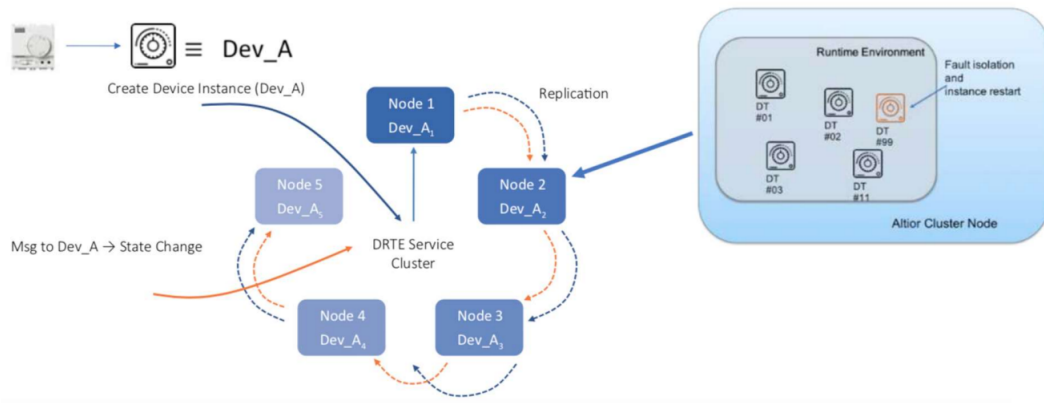 ≡ Dev_A
Create Device Instance (Dev_A)
Node 1
Dev_A₁
Replication
Node 5
Dev_A₅
Node 2
Dev_A₂
Msg to Dev_A → State Change
DRTE Service
Cluster
Node 4
Dev_A₄
Node 3
Dev_A₃
Runtime Environment
Fault isolation
and
instance restart
DT
#01
DT
#02
DT
#99
DT
#03
DT
#11
Altior Cluster Node